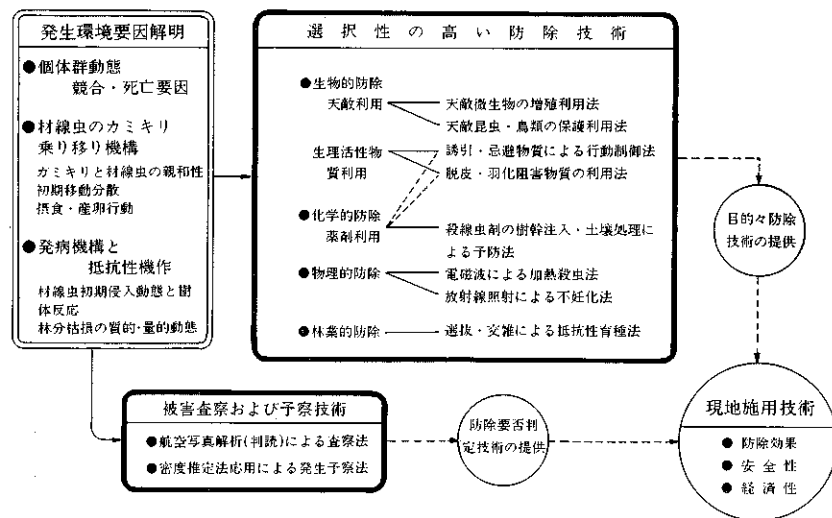 発生環境要因解明
●個体群動態
競合・死亡要因
●材線虫のカミキリ
乗り移り機構
カミキリと材線虫の親和性
初期移動分散
摂食・産卵行動
●発病機構と
抵抗性機作
材線虫初期侵入動態と樹
体反応
林分枯損の質的・量的動態
選択性の高い防除技術
●生物的防除
天敵利用
天敵微生物の増殖利用法
天敵昆虫・鳥類の保護利用法
生理活性物
質利用
誘引・忌避物質による行動制御法
脱皮・羽化阻害物質の利用法
●化学的防除
薬剤利用
殺線虫剤の樹幹注入・土壌処理に
よる予防法
●物理的防除
電磁波による加熱殺虫法
放射線照射による不妊化法
●林業的防除
選抜・交雑による抵抗性育種法
目的々防除
技術の提供
被害査察および予察技術
●航空写真解析(判読)による査察法
●密度推定法応用による発生予察法
防除要否判
定技術の提供
現地施用技術
●防除効果
●安全性
●経済性